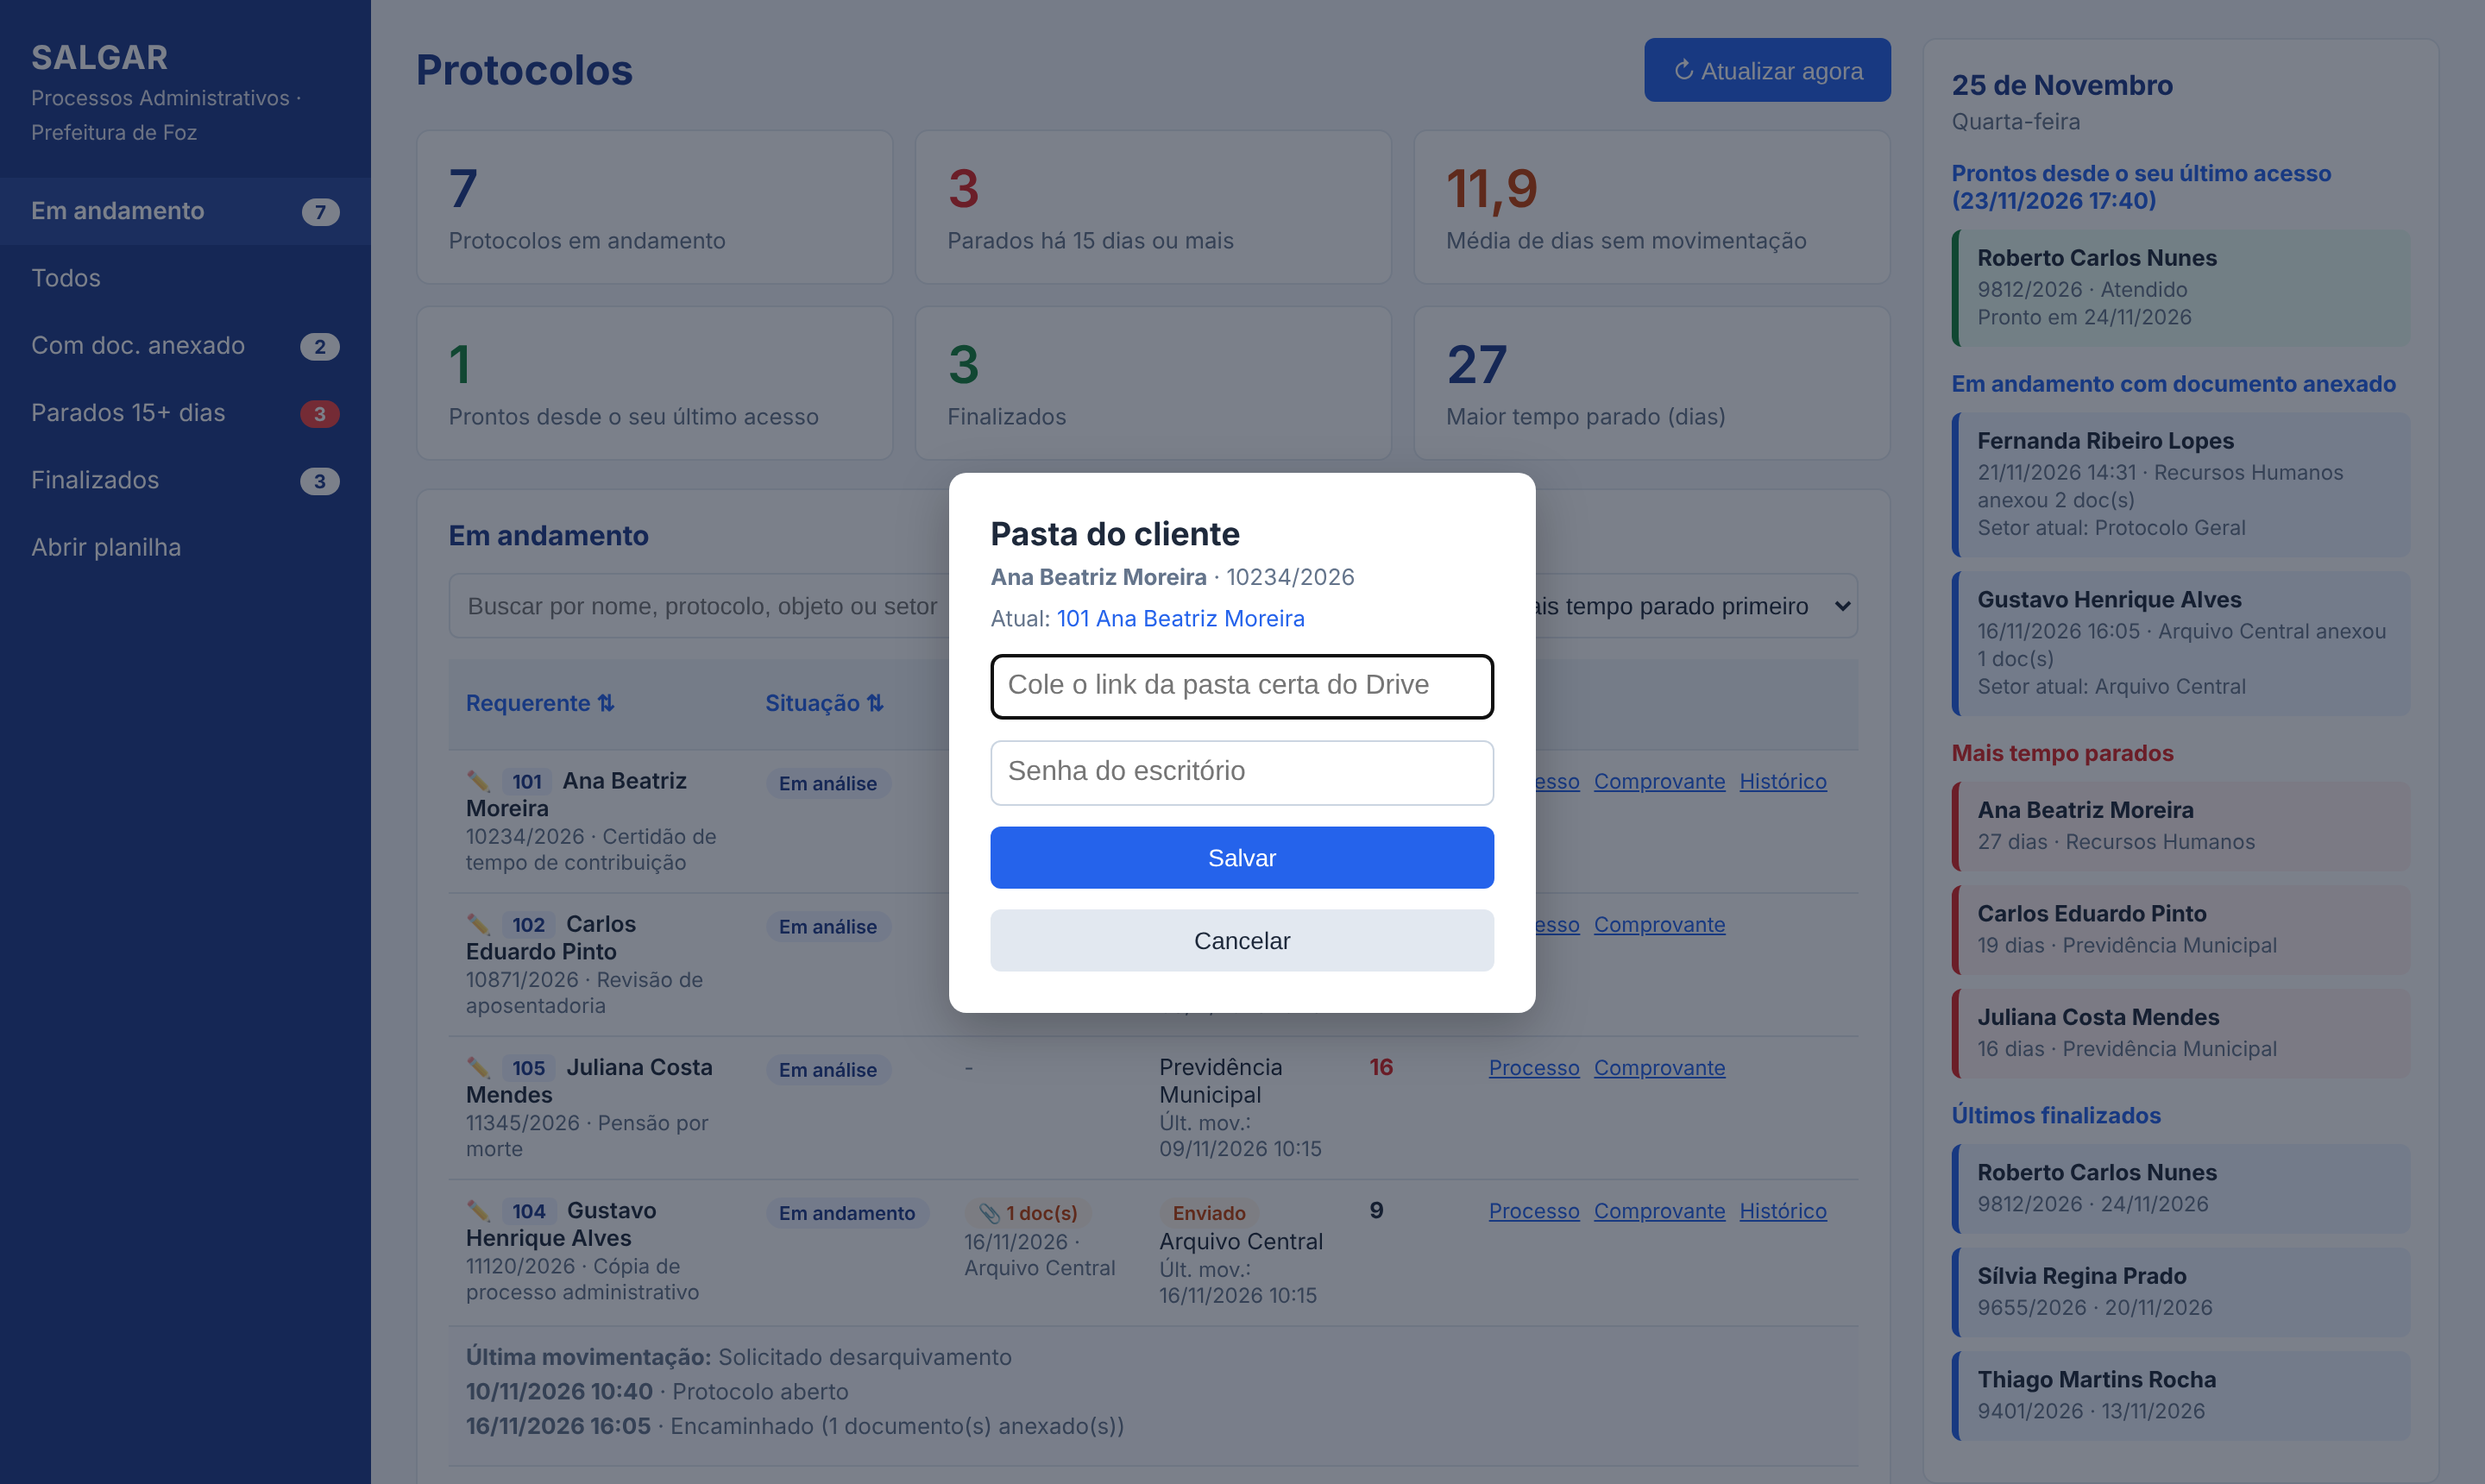 SALGAR
Processos Administrativos ·
Prefeitura de Foz
Em andamento 7
Todos
Com doc. anexado 2
Parados 15+ dias 3
Finalizados 3
Abrir planilha
Protocolos
↻ Atualizar agora
7
Protocolos em andamento
3
Parados há 15 dias ou mais
11,9
Média de dias sem movimentação
1
Prontos desde o seu último acesso
3
Finalizados
27
Maior tempo parado (dias)
Em andamento
Buscar por nome, protocolo, objeto ou setor
tempo parado primeiro
Requerente ⇅ Situação ⇅
101 Ana Beatriz
Moreira
10234/2026 · Certidão de
tempo de contribuição
Em análise
Comprovante Histórico
102 Carlos
Eduardo Pinto
10871/2026 · Revisão de
aposentadoria
Em análise
Comprovante
105 Juliana Costa
Mendes
11345/2026 · Pensão por
morte
Em análise
-
Previdência
Municipal
Últ. mov.:
09/11/2026 10:15
16
Processo Comprovante
104 Gustavo
Henrique Alves
11120/2026 · Cópia de
processo administrativo
Em andamento
1 doc(s)
16/11/2026 ·
Arquivo Central
Enviado
Arquivo Central
Últ. mov.:
16/11/2026 10:15
9
Processo Comprovante Histórico
Última movimentação: Solicitado desarquivamento
10/11/2026 10:40 · Protocolo aberto
16/11/2026 16:05 · Encaminhado (1 documento(s) anexado(s))
Pasta do cliente
Ana Beatriz Moreira · 10234/2026
Atual: 101 Ana Beatriz Moreira
Cole o link da pasta certa do Drive
Senha do escritório
Salvar
Cancelar
25 de Novembro
Quarta-feira
Prontos desde o seu último acesso
(23/11/2026 17:40)
Roberto Carlos Nunes
9812/2026 · Atendido
Pronto em 24/11/2026
Em andamento com documento anexado
Fernanda Ribeiro Lopes
21/11/2026 14:31 · Recursos Humanos
anexou 2 doc(s)
Setor atual: Protocolo Geral
Gustavo Henrique Alves
16/11/2026 16:05 · Arquivo Central anexou
1 doc(s)
Setor atual: Arquivo Central
Mais tempo parados
Ana Beatriz Moreira
27 dias · Recursos Humanos
Carlos Eduardo Pinto
19 dias · Previdência Municipal
Juliana Costa Mendes
16 dias · Previdência Municipal
Últimos finalizados
Roberto Carlos Nunes
9812/2026 · 24/11/2026
Sílvia Regina Prado
9655/2026 · 20/11/2026
Thiago Martins Rocha
9401/2026 · 13/11/2026